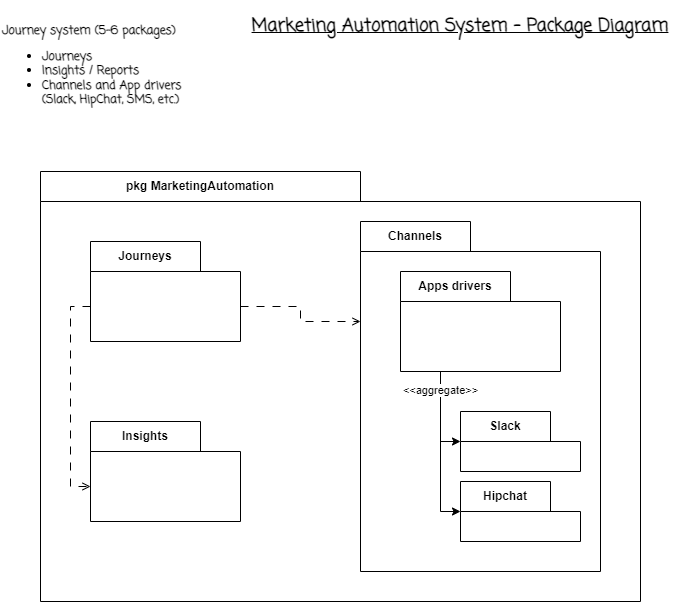 Marketing Automation System - Package Diagram
Journey system (5-6 packages)
• Journeys
• Insights / Reports
• Channels and App drivers
(Slack, HipChat, SMS, etc)
pkg MarketingAutomation
Channels
Journeys
Apps drivers
<<aggregate>>
Slack
Insights
Hipchat